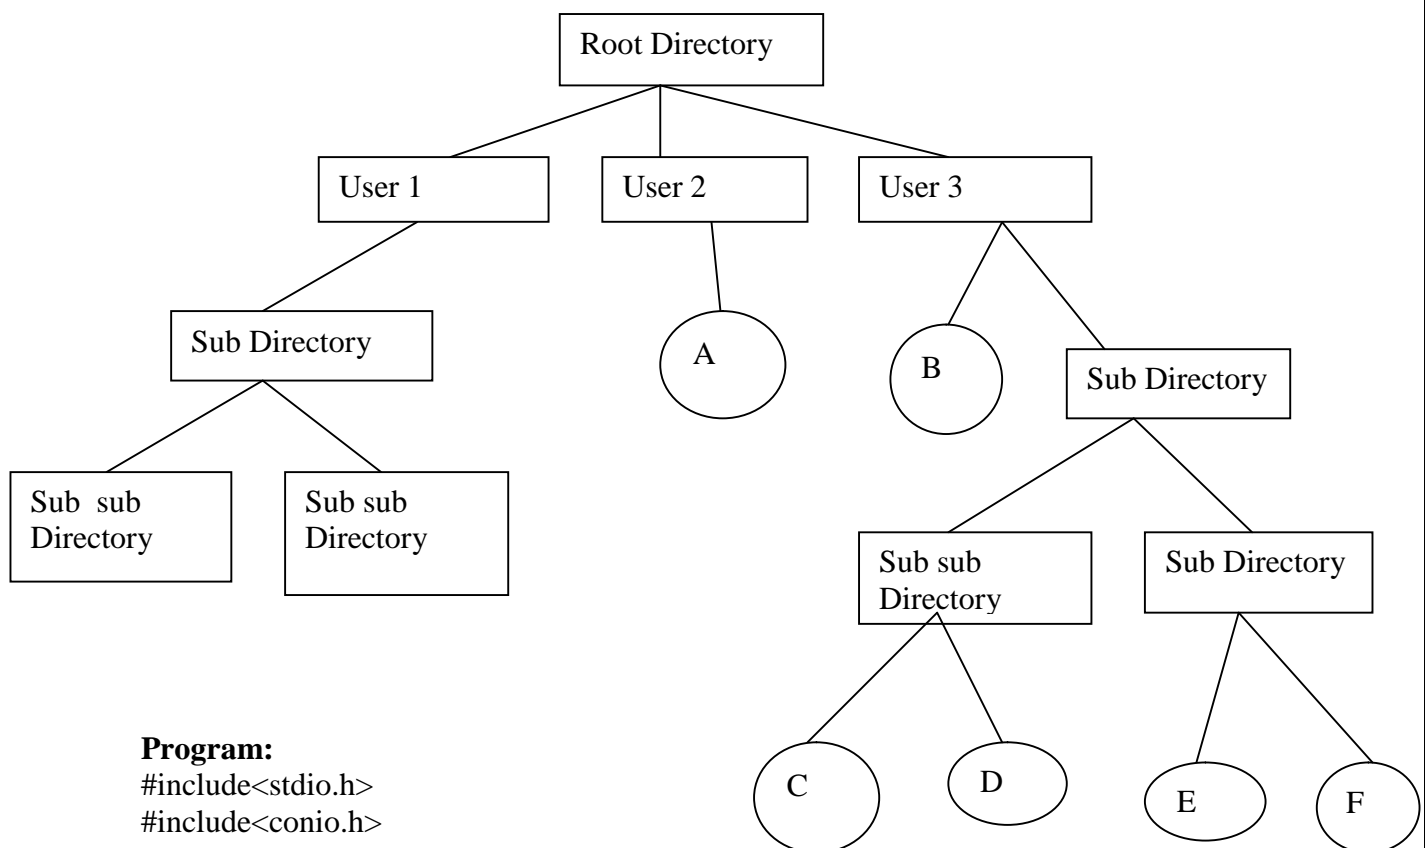 Root Directory
User 1
User 2
User 3
Sub Directory
A
B
Sub Directory
Sub  sub
Directory
Sub sub
Directory
Sub sub
Directory
Sub Directory
C
D
E
F
Program:
#include<stdio.h>
#include<conio.h>